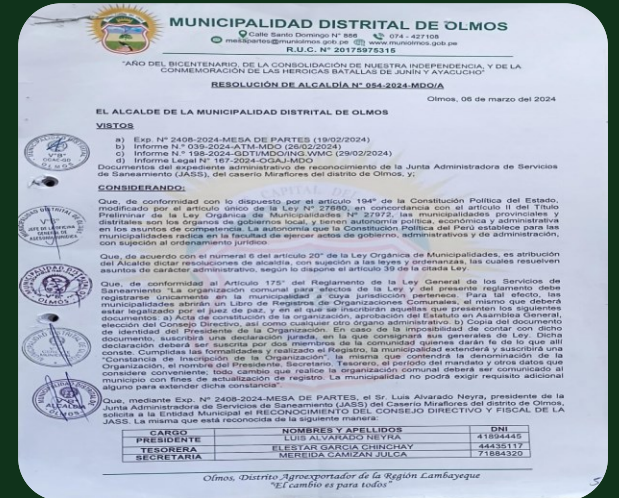 MUNICIPALIDAD DISTRITAL DE OLMOS
Calle Santo Domingo N° 886 074 - 427108
mesapartes@muniolmos.gob.pe www.muniolmos.gob.pe
R.U.C. N° 20175975315
"AÑO DEL BICENTENARIO, DE LA CONSOLIDACIÓN DE NUESTRA INDEPENDENCIA, Y DE LA
CONMEMORACIÓN DE LAS HEROICAS BATALLAS DE JUNÍN Y AYACUCHO"
RESOLUCIÓN DE ALCALDÍA N° 054-2024-MDO/A
Olmos, 06 de marzo del 2024
EL ALCALDE DE LA MUNICIPALIDAD DISTRITAL DE OLMOS
VISTOS
a) Exp. N° 2408-2024-MESA DE PARTES (19/02/2024)
b) Informe N° 039-2024-ATM-MDO (26/02/2024)
c) Informe N° 198-2024-GDTI/MDO/ING.WMC (29/02/2024)
d) Informe Legal N° 167-2024-OGAJ-MDO
Documentos del expediente administrativo de reconocimiento de la Junta Administradora de Servicios
de Saneamiento (JASS), del caserío Miraflores del distrito de Olmos, y;
CONSIDERANDO:
Que, de conformidad con lo dispuesto por el artículo 194° de la Constitución Política del Estado,
modificado por el artículo único de la Ley N° 27680, en concordancia con el artículo II del Título
Preliminar de la Ley Orgánica de Municipalidades N° 27972, las municipalidades provinciales y
distritales son los órganos de gobiernos local, y tienen autonomía política, económica y administrativa
en los asuntos de competencia. La autonomía que la Constitución Política del Perú establece para las
municipalidades radica en la facultad de ejercer actos de gobierno, administrativos y de administración,
con sujeción al ordenamiento jurídico.
Que, de acuerdo con el numeral 6 del artículo 20° de la Ley Orgánica de Municipalidades, es atribución
del Alcalde dictar resoluciones de alcaldía, con sujeción a las leyes y ordenanzas, las cuales resuelven
asuntos de carácter administrativo, según lo dispone el artículo 39 de la citada Ley.
Que, de conformidad al Artículo 175° del Reglamento de la Ley General de los Servicios de
Saneamiento "La organización comunal para efectos de la Ley y del presente reglamento debe
registrarse únicamente en la municipalidad a cuya jurisdicción pertenece. Para tal efecto, las
municipalidades abrirán un Libro de Registros de Organizaciones Comunales, el mismo que deberá
estar legalizado por el juez de paz, y en el que se inscribirán aquellas que presenten los siguientes
documentos: a) Acta de constitución de la organización, aprobación del Estatuto en Asamblea General,
elección del Consejo Directivo, así como cualquier otro órgano administrativo. b) Copia del documento
de identidad del Presidente de la Organización. En caso de la imposibilidad de contar con dicho
documento, suscribirá una declaración jurada, en la que consignará sus generales de Ley. Dicha
declaración deberá ser suscrita por dos miembros de la comunidad quienes darán fe de lo que allí
conste. Cumplidas las formalidades y realizado el Registro, la municipalidad extenderá y suscribirá una
"Constancia de Inscripción de la Organización", la misma que contendrá la denominación de la
Organización, el nombre del Presidente, Secretario, Tesorero, el período del mandato y otros datos que
considere conveniente; todo cambio que realice la organización comunal deberá ser comunicado al
municipio con fines de actualización de registro. La municipalidad no podrá exigir requisito adicional
alguno para extender dicha constancia".
Que, mediante Exp. N° 2408-2024-MESA DE PARTES, el Sr. Luis Alvarado Neyra, presidente de la
Junta Administradora de Servicios de Saneamiento (JASS) del Caserío Miraflores del distrito de Olmos,
solicita a la Entidad Municipal el RECONOCIMIENTO DEL CONSEJO DIRECTIVO Y FISCAL DE LA
JASS. La misma que está reconocida de la siguiente manera:
CARGO NOMBRES Y APELLIDOS DNI
PRESIDENTE LUIS ALVARADO NEYRA 41894445
TESORERA ELESTAR GARCIA CHINCHAY 44435117
SECRETARIA MEREIDA CAMIZAN JULCA 71884320
Olmos, Distrito Agroexportador de la Región Lambayeque
"El cambio es para todos"